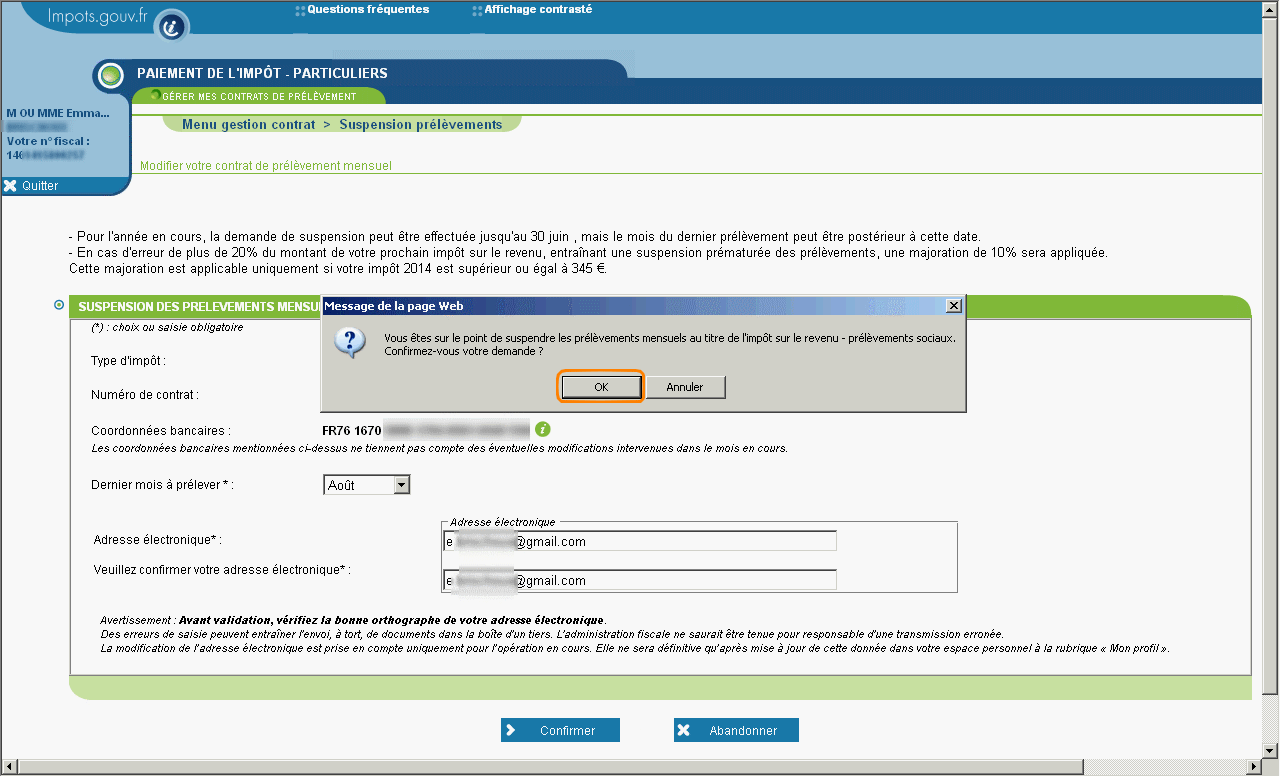 Impots.gouv.fr
Questions fréquentes
Affichage contrasté
PAIEMENT DE L'IMPÔT - PARTICULIERS
GÉRER MES CONTRATS DE PRÉLÈVEMENT
M OU MME Emma...
Votre n° fiscal :
146
Quitter
Menu gestion contrat > Suspension prélèvements
Modifier votre contrat de prélèvement mensuel
- Pour l'année en cours, la demande de suspension peut être effectuée jusqu'au 30 juin , mais le mois du dernier prélèvement peut être postérieur à cette date.
- En cas d'erreur de plus de 20% du montant de votre prochain impôt sur le revenu, entraînant une suspension prématurée des prélèvements, une majoration de 10% sera appliquée.
Cette majoration est applicable uniquement si votre impôt 2014 est supérieur ou égal à 345 €.
SUSPENSION DES PRELEVEMENTS MENSU
(*) : choix ou saisie obligatoire
Message de la page Web
Vous êtes sur le point de suspendre les prélèvements mensuels au titre de l'impôt sur le revenu - prélèvements sociaux.
Confirmez-vous votre demande ?
OK
Annuler
Type d'impôt :
Numéro de contrat :
Coordonnées bancaires : FR76 1670
Les coordonnées bancaires mentionnées ci-dessus ne tiennent pas compte des éventuelles modifications intervenues dans le mois en cours.
Dernier mois à prélever * : Août
Adresse électronique
Adresse électronique* : e @gmail.com
Veuillez confirmer votre adresse électronique* : e @gmail.com
Avertissement : Avant validation, vérifiez la bonne orthographe de votre adresse électronique.
Des erreurs de saisie peuvent entraîner l'envoi, à tort, de documents dans la boîte d'un tiers. L'administration fiscale ne saurait être tenue pour responsable d'une transmission erronée.
La modification de l'adresse électronique est prise en compte uniquement pour l'opération en cours. Elle ne sera définitive qu'après mise à jour de cette donnée dans votre espace personnel à la rubrique « Mon profil ».
Confirmer
Abandonner